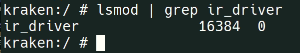 kraken:/ # lsmod | grep ir_driver
ir_driver 16384 0
kraken:/ #